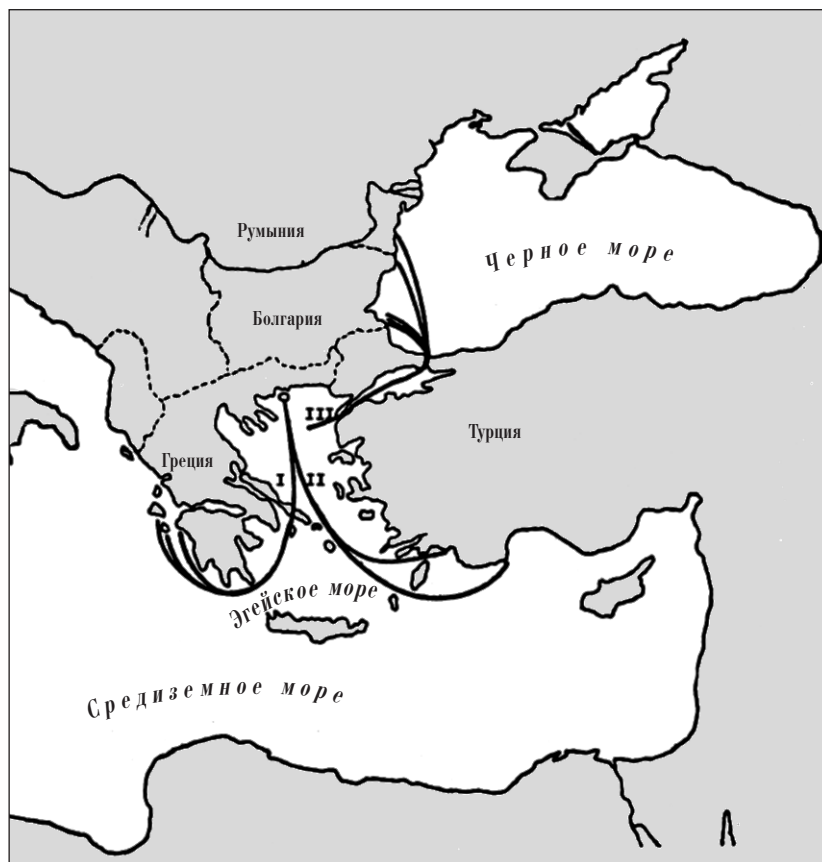 Румыния
Черное море
Болгария
III
Турция
Греция
I
II
Эгейское море
Средиземное море